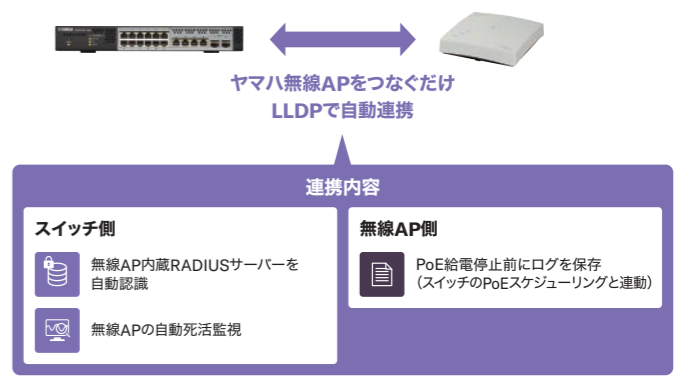 ヤマハ無線APをつなぐだけ
LLDPで自動連携
連携内容
スイッチ側
無線AP内蔵RADIUSサーバーを
自動認識
無線APの自動死活監視
無線AP側
PoE給電停止前にログを保存
（スイッチのPoEスケジューリングと連動）